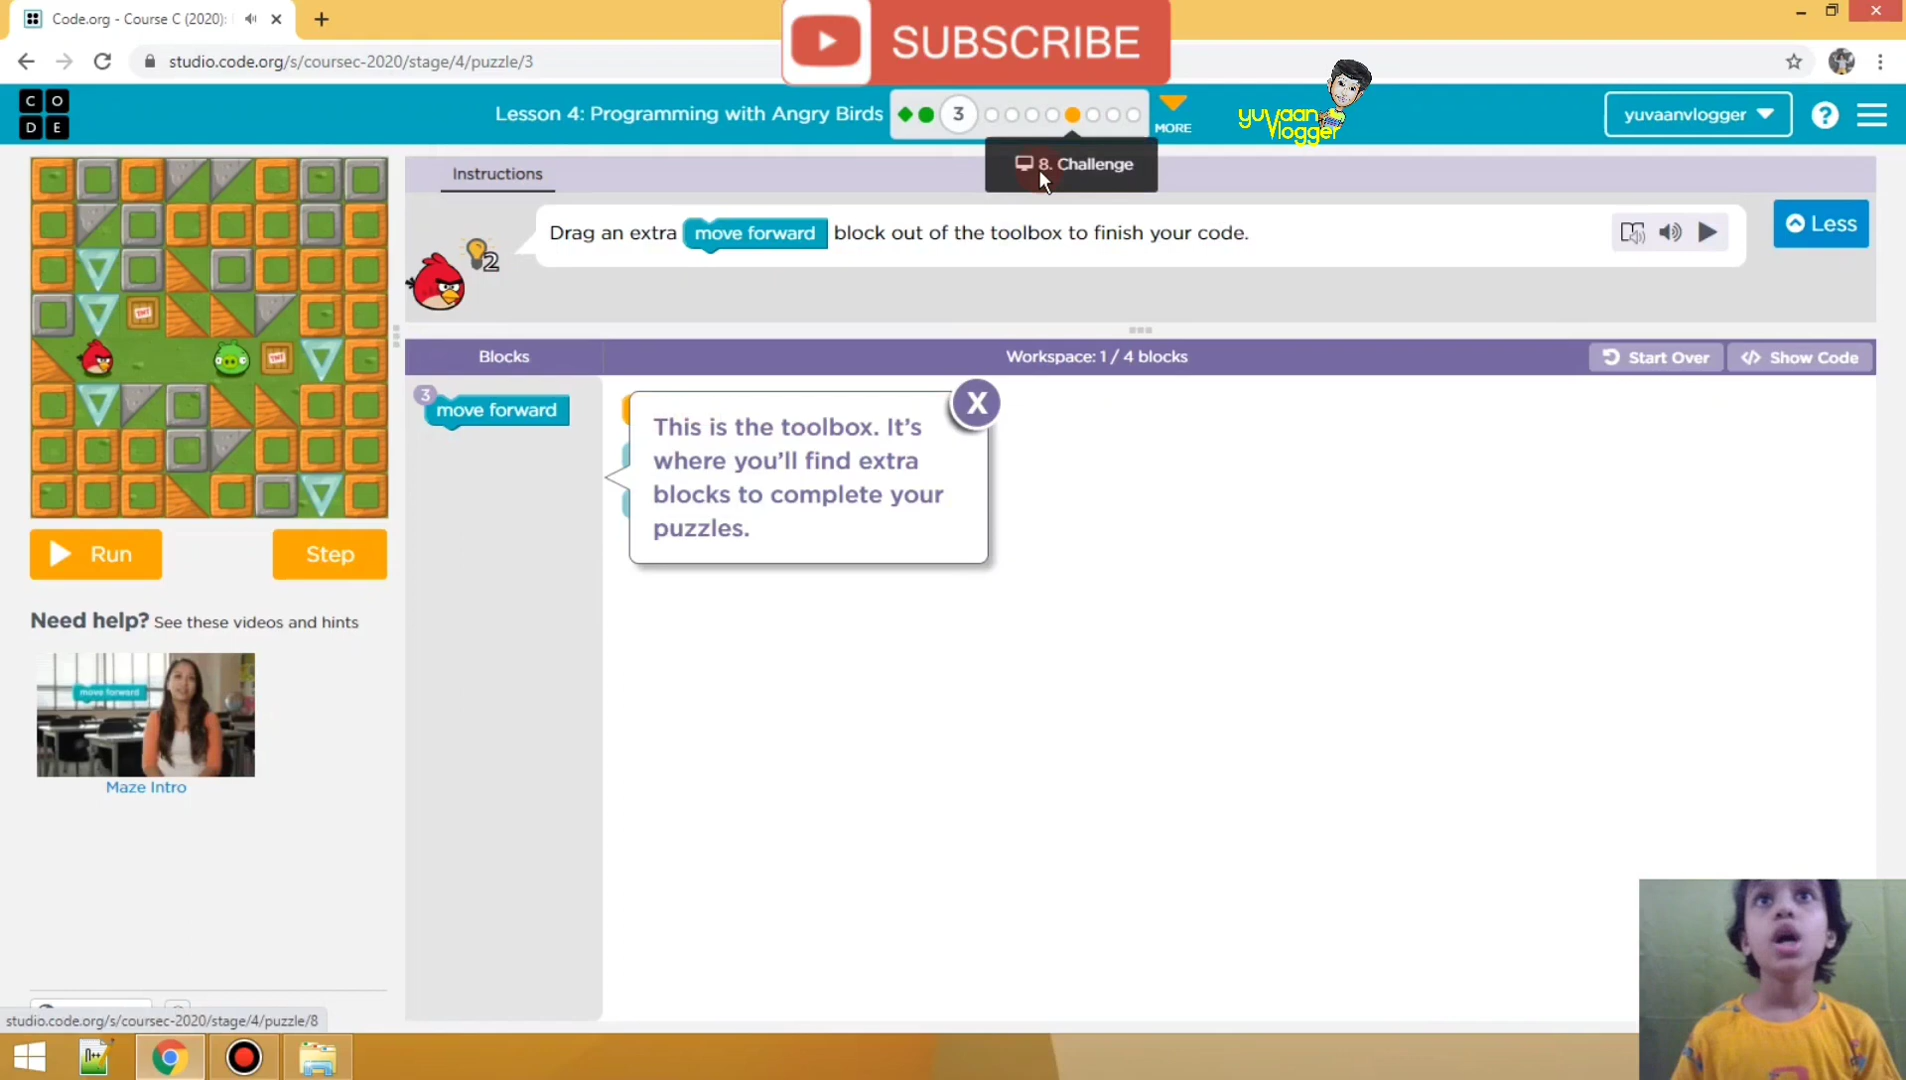 Code.org - Course C (2020):
SUBSCRIBE
studio.code.org/s/coursec-2020/stage/4/puzzle/3
C O
D E
Lesson 4: Programming with Angry Birds
3
MORE
yuvaan
Vlogger
yuvaanvlogger
?
8. Challenge
Instructions
Drag an extra move forward block out of the toolbox to finish your code.
2
Less
TNT
TNT
Blocks
Workspace: 1 / 4 blocks
Start Over
Show Code
3
move forward
X
This is the toolbox. It's
where you'll find extra
blocks to complete your
puzzles.
Run
Step
Need help? See these videos and hints
move forward
Maze Intro
studio.code.org/s/coursec-2020/stage/4/puzzle/8